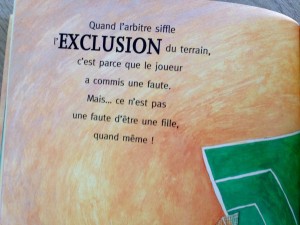 Quand l'arbitre siffle
l'EXCLUSION du terrain,
c'est parce que le joueur
a commis une faute.
Mais... ce n'est pas
une faute d'être une fille,
quand même !